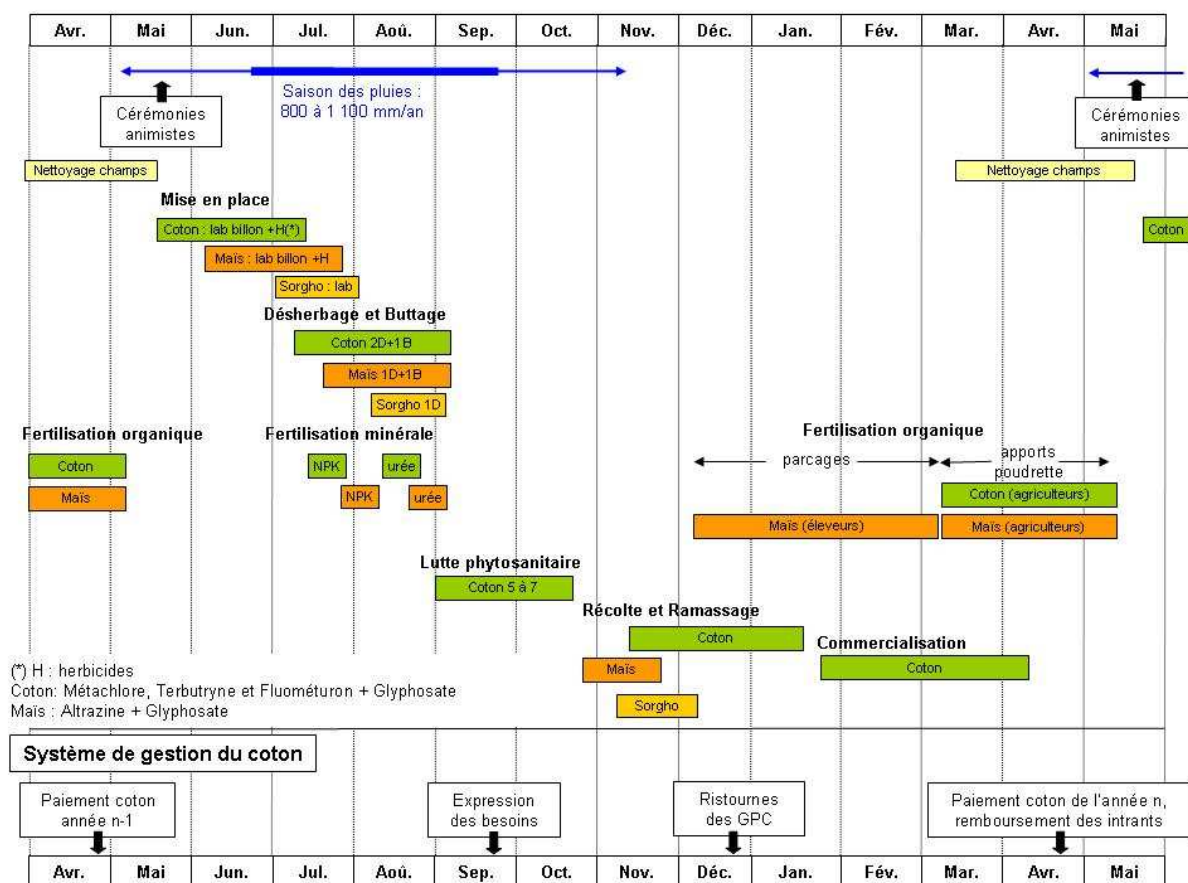 Avr. Mai Jun. Jul. Aoû. Sep. Oct. Nov. Déc. Jan. Fév. Mar. Avr. Mai
Saison des pluies :
800 à 1 100 mm/an
Cérémonies
animistes
Cérémonies
animistes
Nettoyage champs
Nettoyage champs
Mise en place
Coton : lab billon +H(*)
Coton
Maïs : lab billon +H
Sorgho : lab
Désherbage et Buttage
Coton 2D+1B
Maïs 1D+1B
Sorgho 1D
Fertilisation organique
Fertilisation minérale
Fertilisation organique
parcages
apports
poudrette
Coton
NPK
urée
Coton (agriculteurs)
Maïs
NPK
urée
Maïs (éleveurs)
Maïs (agriculteurs)
Lutte phytosanitaire
Coton 5 à 7
Récolte et Ramassage
Coton
Commercialisation
Coton
Maïs
Sorgho
(*) H : herbicides
Coton: Métachlore, Terbutryne et Fluométuron + Glyphosate
Maïs : Altrazine + Glyphosate
Système de gestion du coton
Paiement coton
année n-1
Expression
des besoins
Ristournes
des GPC
Paiement coton de l'année n,
remboursement des intrants
Avr. Mai Jun. Jul. Aoû. Sep. Oct. Nov. Déc. Jan. Fév. Mar. Avr. Mai